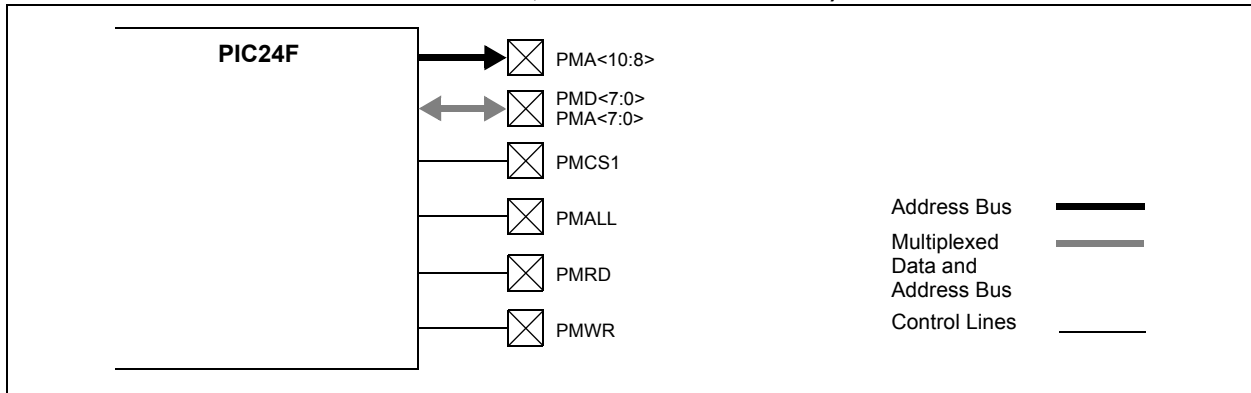 PIC24F
PMA<10:8>
PMD<7:0>
PMA<7:0>
PMCS1
PMALL
PMRD
PMWR
Address Bus
Multiplexed
Data and
Address Bus
Control Lines